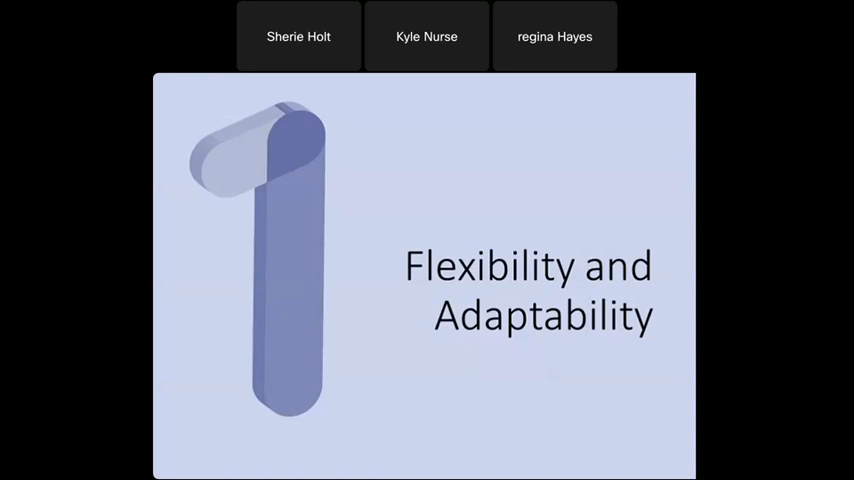 Sherie Holt
Kyle Nurse
regina Hayes
1
Flexibility and
Adaptability